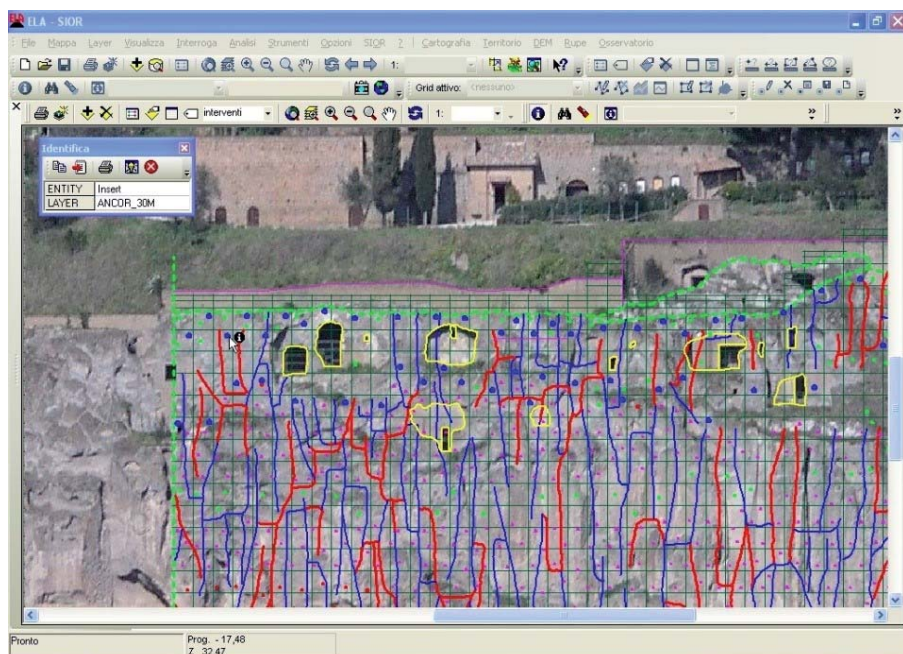 ELA - SIOR
File Mappa Layer Visualizza Interroga Analisi Strumenti Opzioni SIOR ? Cartografia Territorio DEM Rupe Osservatorio
1:
Grid attivo: <nessuno>
interventi 1:
Identifica
ENTITY Insert
LAYER ANCOR_30M
Pronto Prog. - 17,48
Z 32,47